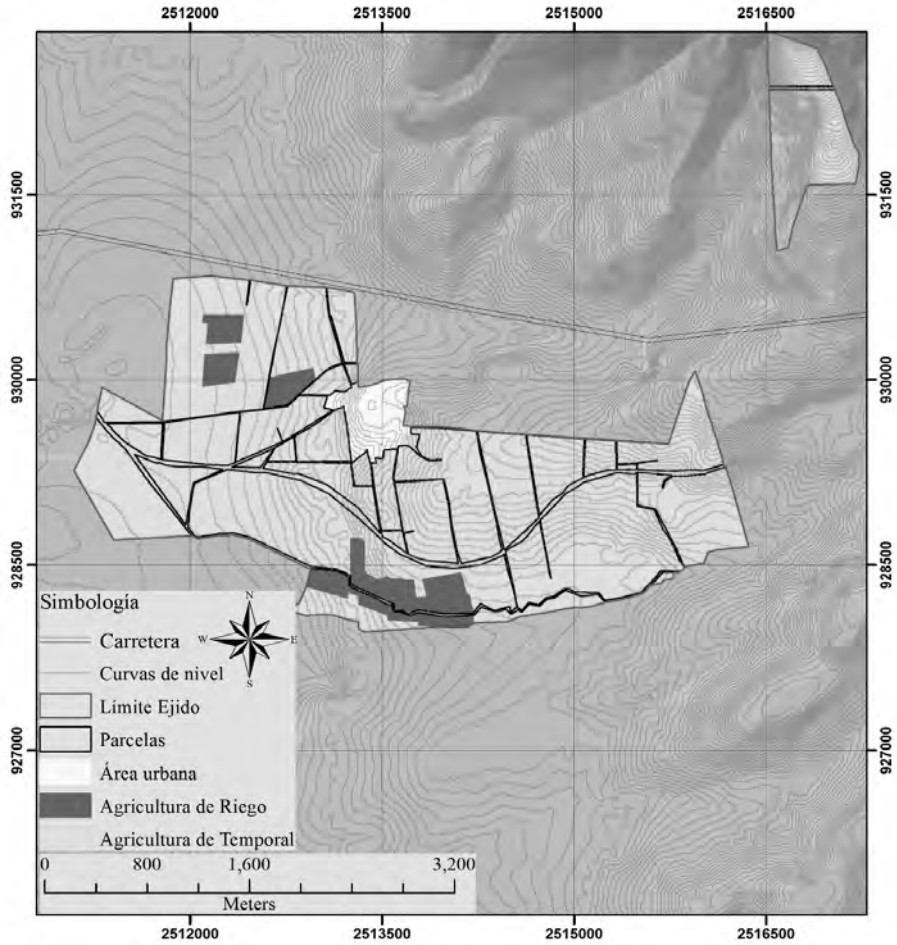 2512000 2513500 2515000 2516500
931500 931500
930000 930000
928500 928500
927000 927000
Simbología
N
W E
S
Carretera
Curvas de nivel
Límite Ejido
Parcelas
Área urbana
Agricultura de Riego
Agricultura de Temporal
0 800 1,600 3,200
Meters
2512000 2513500 2515000 2516500